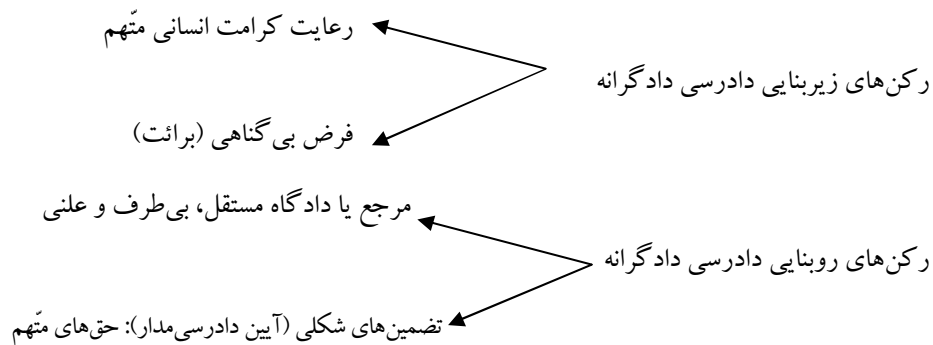 رعایت کرامت انسانی متّهم
رکن‌های زیربنایی دادرسی دادگرانه
فرض بی‌گناهی (برائت)
مرجع یا دادگاه مستقل، بی‌طرف و علنی
رکن‌های روبنایی دادرسی دادگرانه
تضمین‌های شکلی (آیین دادرسی‌مدار): حق‌های متّهم